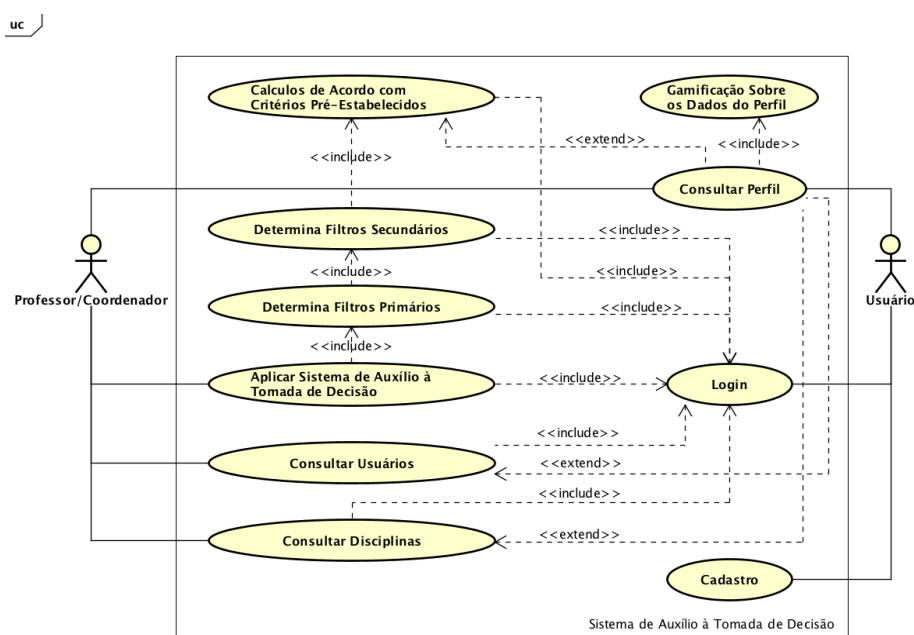 uc
Calculos de Acordo com
Critérios Pré-Estabelecidos
Gamificação Sobre
os Dados do Perfil
<<extend>>
<<include>>
<<include>>
Consultar Perfil
Determina Filtros Secundários
<<include>>
<<include>>
<<include>>
Professor/Coordenador
Usuário
Determina Filtros Primários
<<include>>
<<include>>
Aplicar Sistema de Auxílio à
Tomada de Decisão
<<include>>
Login
<<include>>
Consultar Usuários
<<extend>>
<<include>>
Consultar Disciplinas
<<extend>>
Cadastro
Sistema de Auxílio à Tomada de Decisão